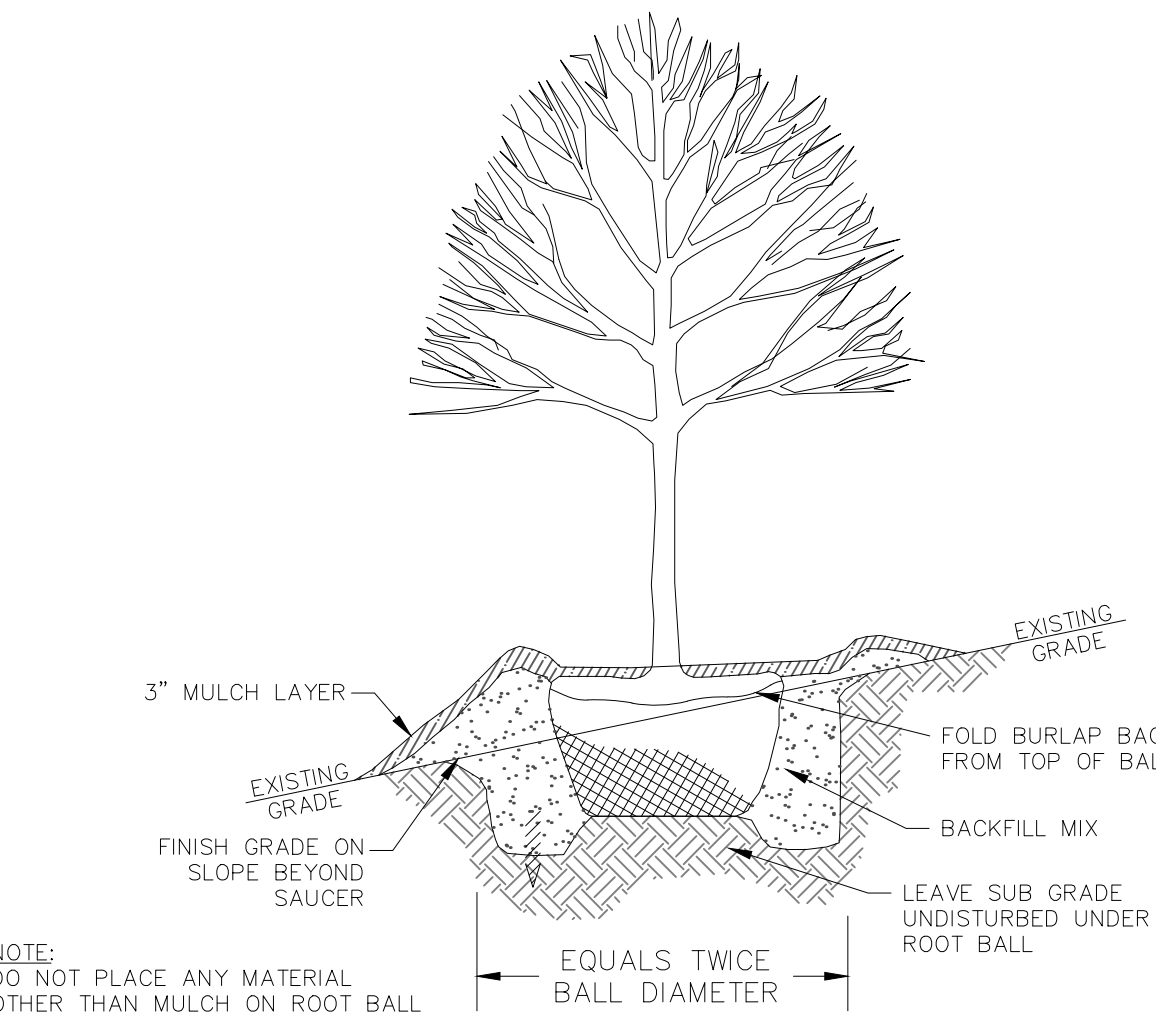 EXISTING
GRADE
3” MULCH LAYER
FOLD BURLAP BAC
FROM TOP OF BAL
EXISTING
GRADE
BACKFILL MIX
FINISH GRADE ON
SLOPE BEYOND
SAUCER
LEAVE SUB GRADE
UNDISTURBED UNDER
ROOT BALL
NOTE:
DO NOT PLACE ANY MATERIAL
OTHER THAN MULCH ON ROOT BALL
EQUALS TWICE
BALL DIAMETER